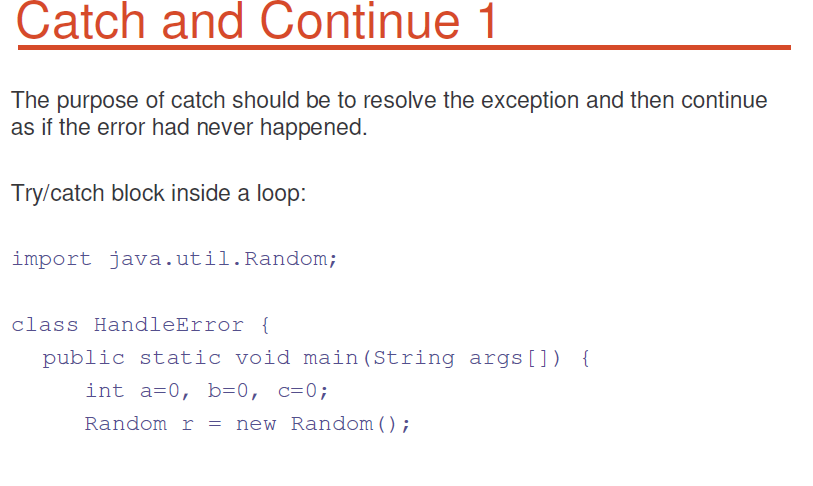 Catch and Continue 1
The purpose of catch should be to resolve the exception and then continue
as if the error had never happened.
Try/catch block inside a loop:
import java.util.Random;
class HandleError {
public static void main(String args[]) {
int a=0, b=0, c=0;
Random r = new Random();